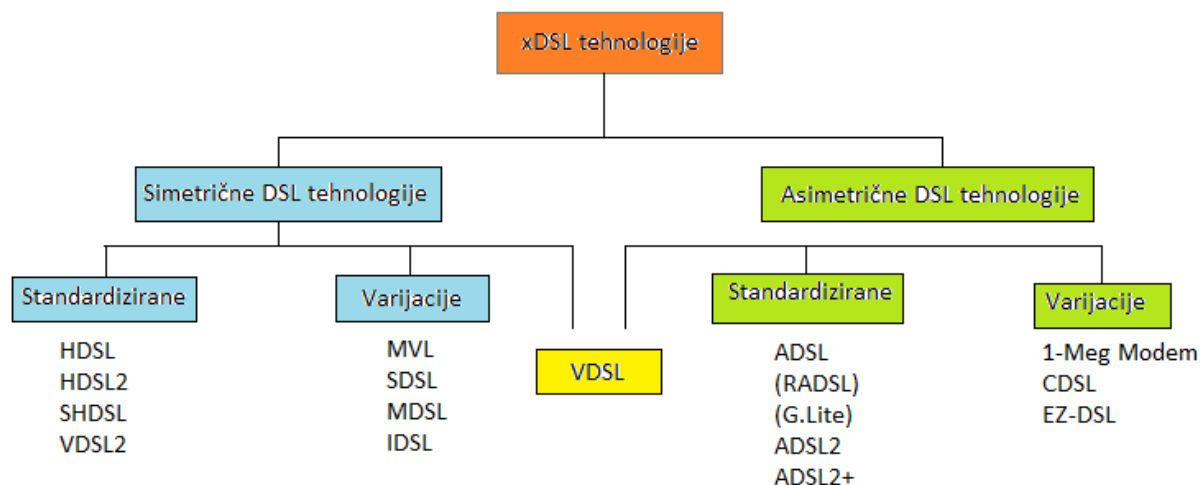 xDSL tehnologije
Simetrične DSL tehnologije
Asimetrične DSL tehnologije
Standardizirane
Varijacije
Standardizirane
Varijacije
HDSL
HDSL2
SHDSL
VDSL2
MVL
SDSL
MDSL
IDSL
VDSL
ADSL
(RADSL)
(G.Lite)
ADSL2
ADSL2+
1-Meg Modem
CDSL
EZ-DSL